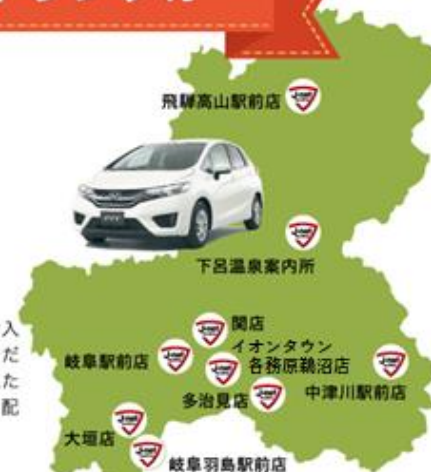 飛騨高山駅前店
下呂温泉案内所
関店
イオンタウン
各務原鵜沼店
岐阜駅前店
多治見店
中津川駅前店
大垣店
岐阜羽島駅前店
入
だ
た
配